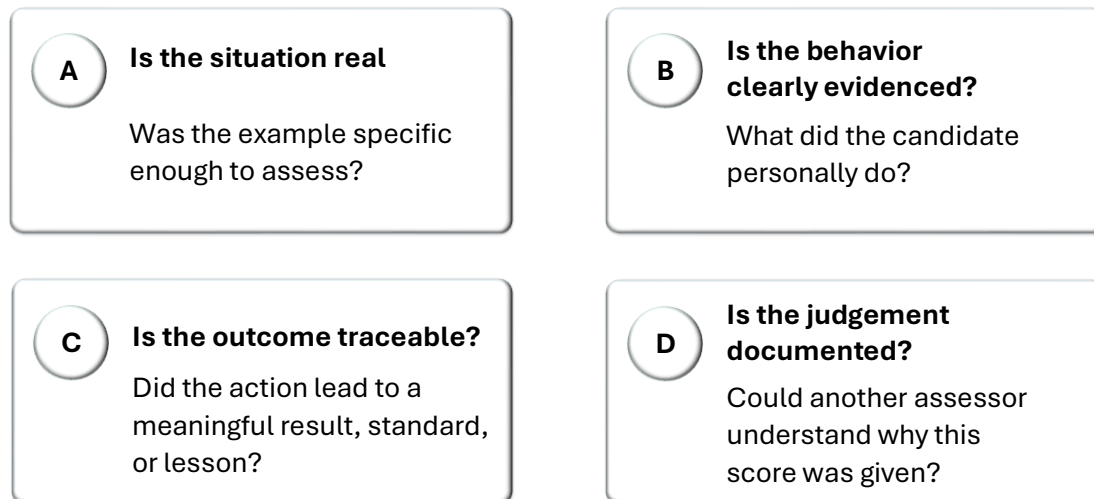 A
Is the situation real
Was the example specific
enough to assess?
B
Is the behavior
clearly evidenced?
What did the candidate
personally do?
C
Is the outcome traceable?
Did the action lead to a
meaningful result, standard,
or lesson?
D
Is the judgement
documented?
Could another assessor
understand why this
score was given?